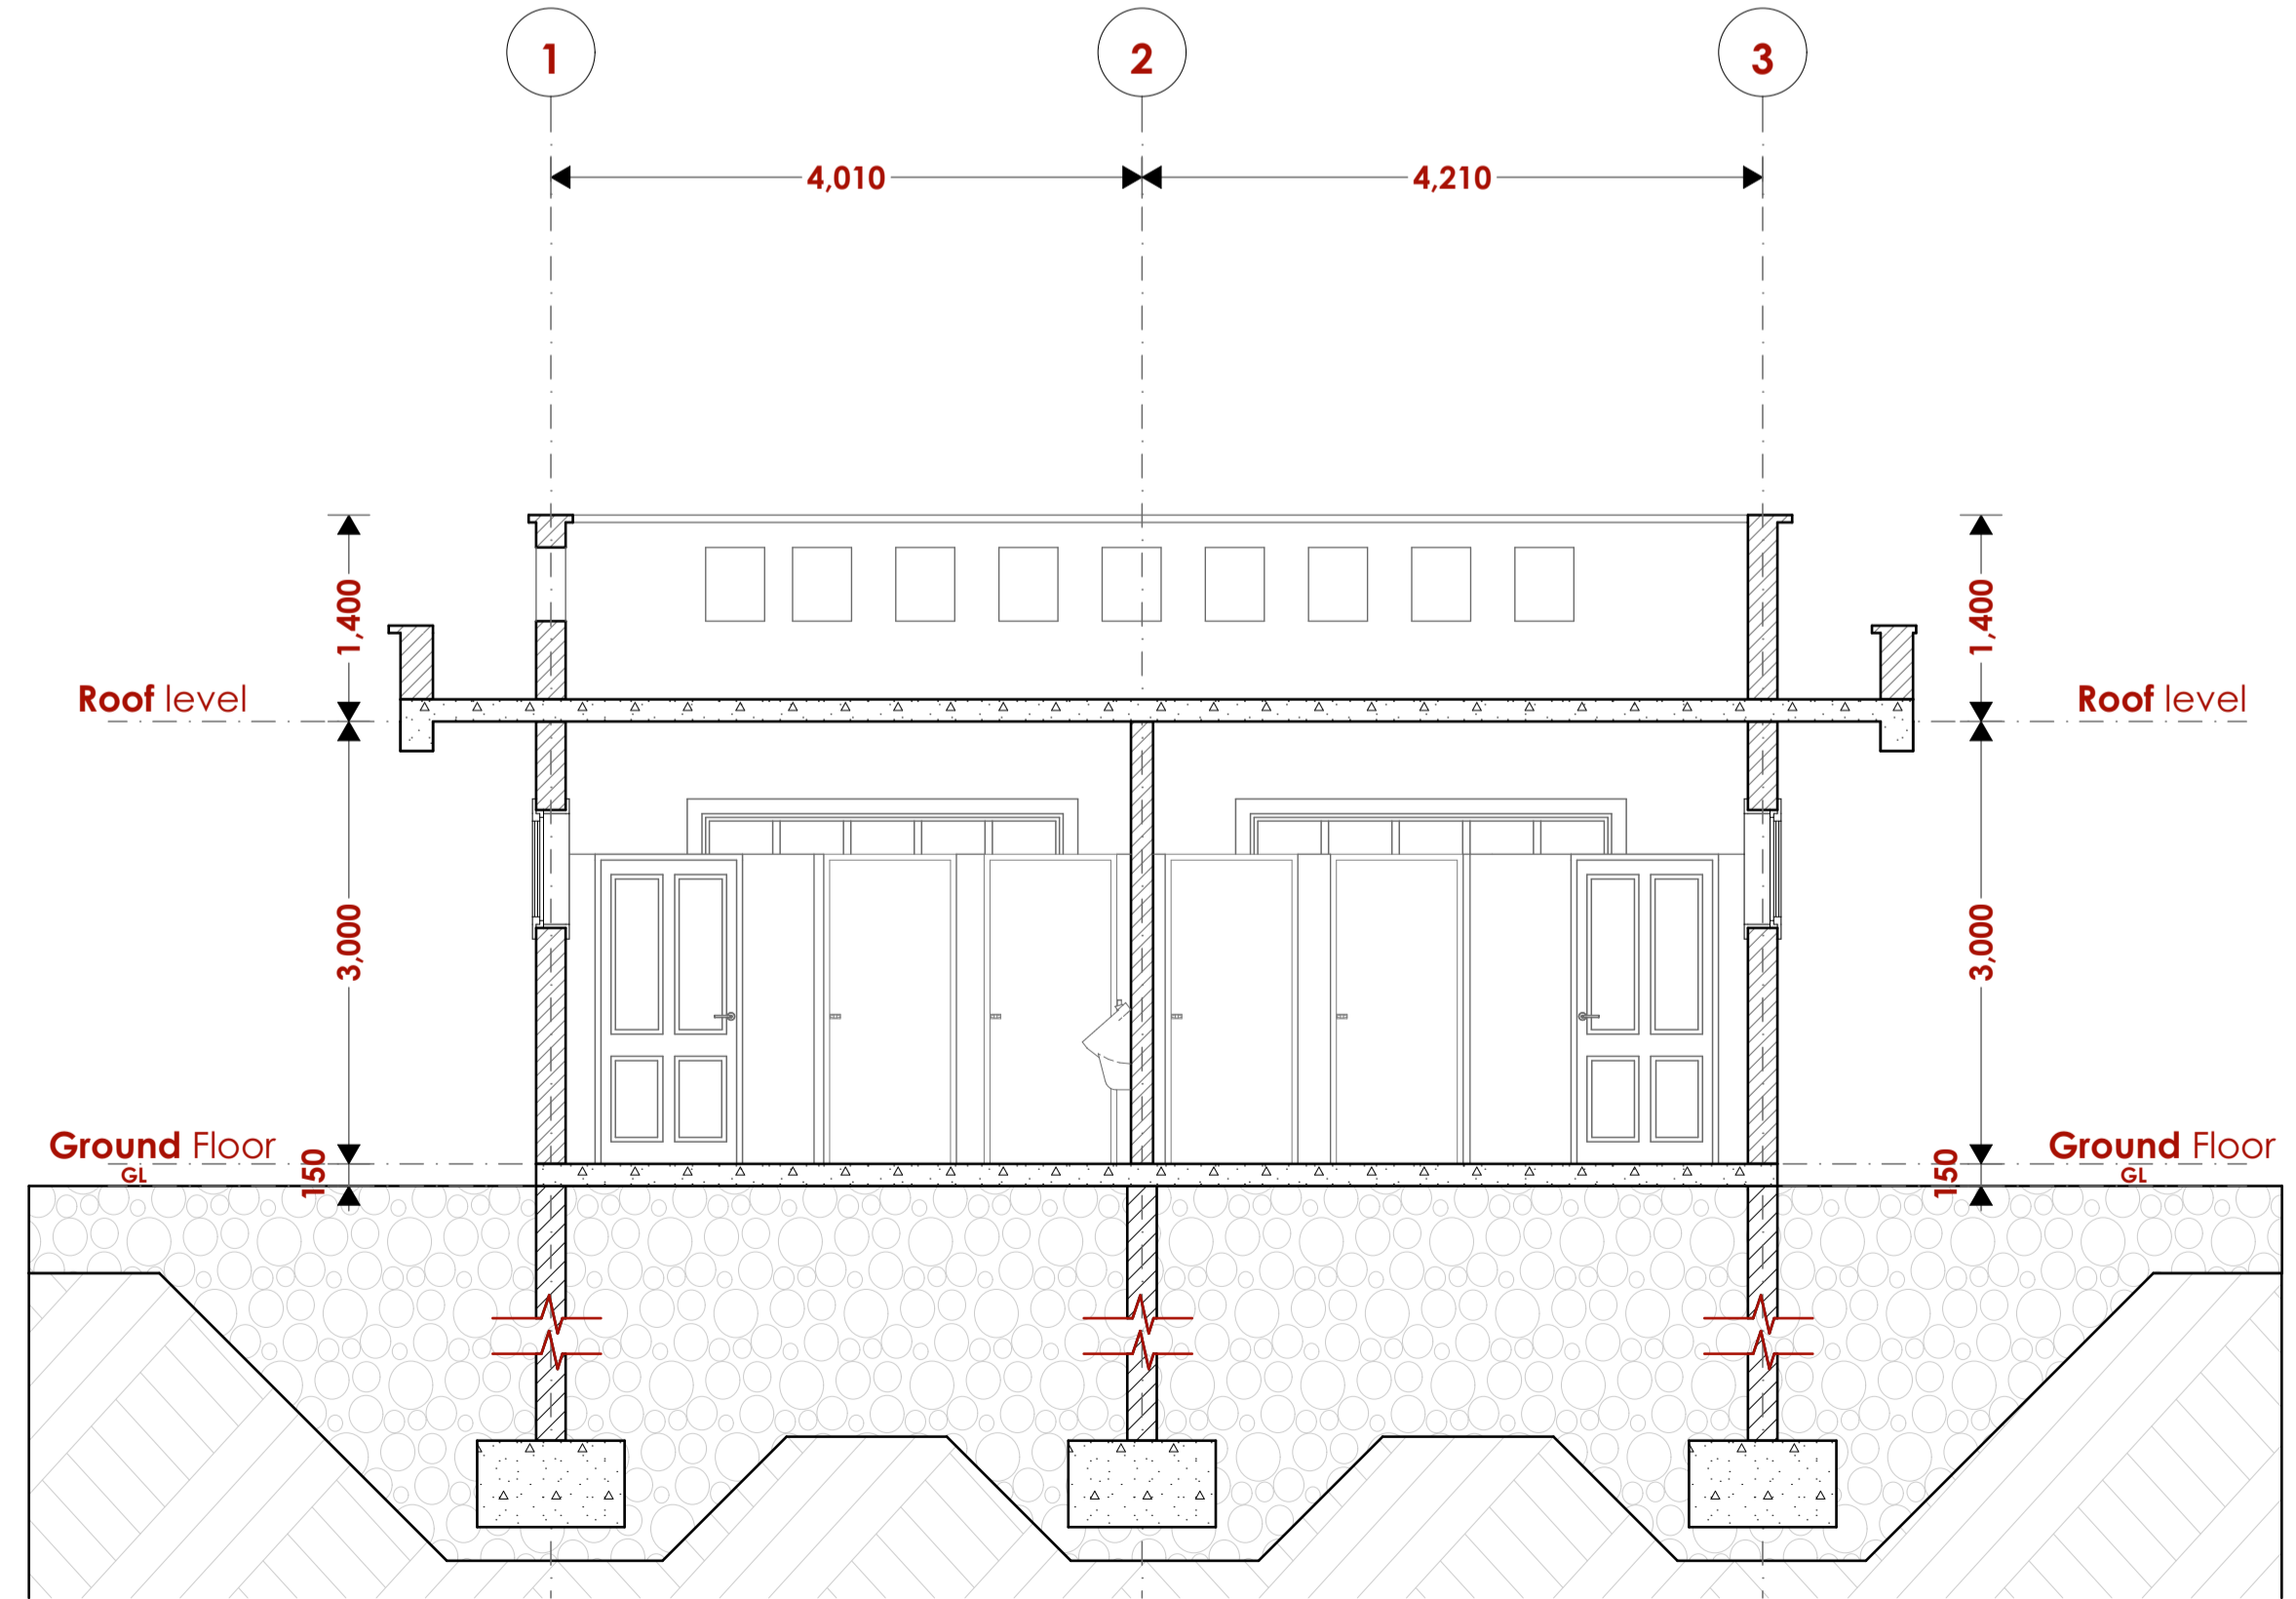 1 2 3
4,010 4,210
1,400 1,400
Roof level Roof level
3,000 3,000
Ground Floor Ground Floor
GL GL
150 150